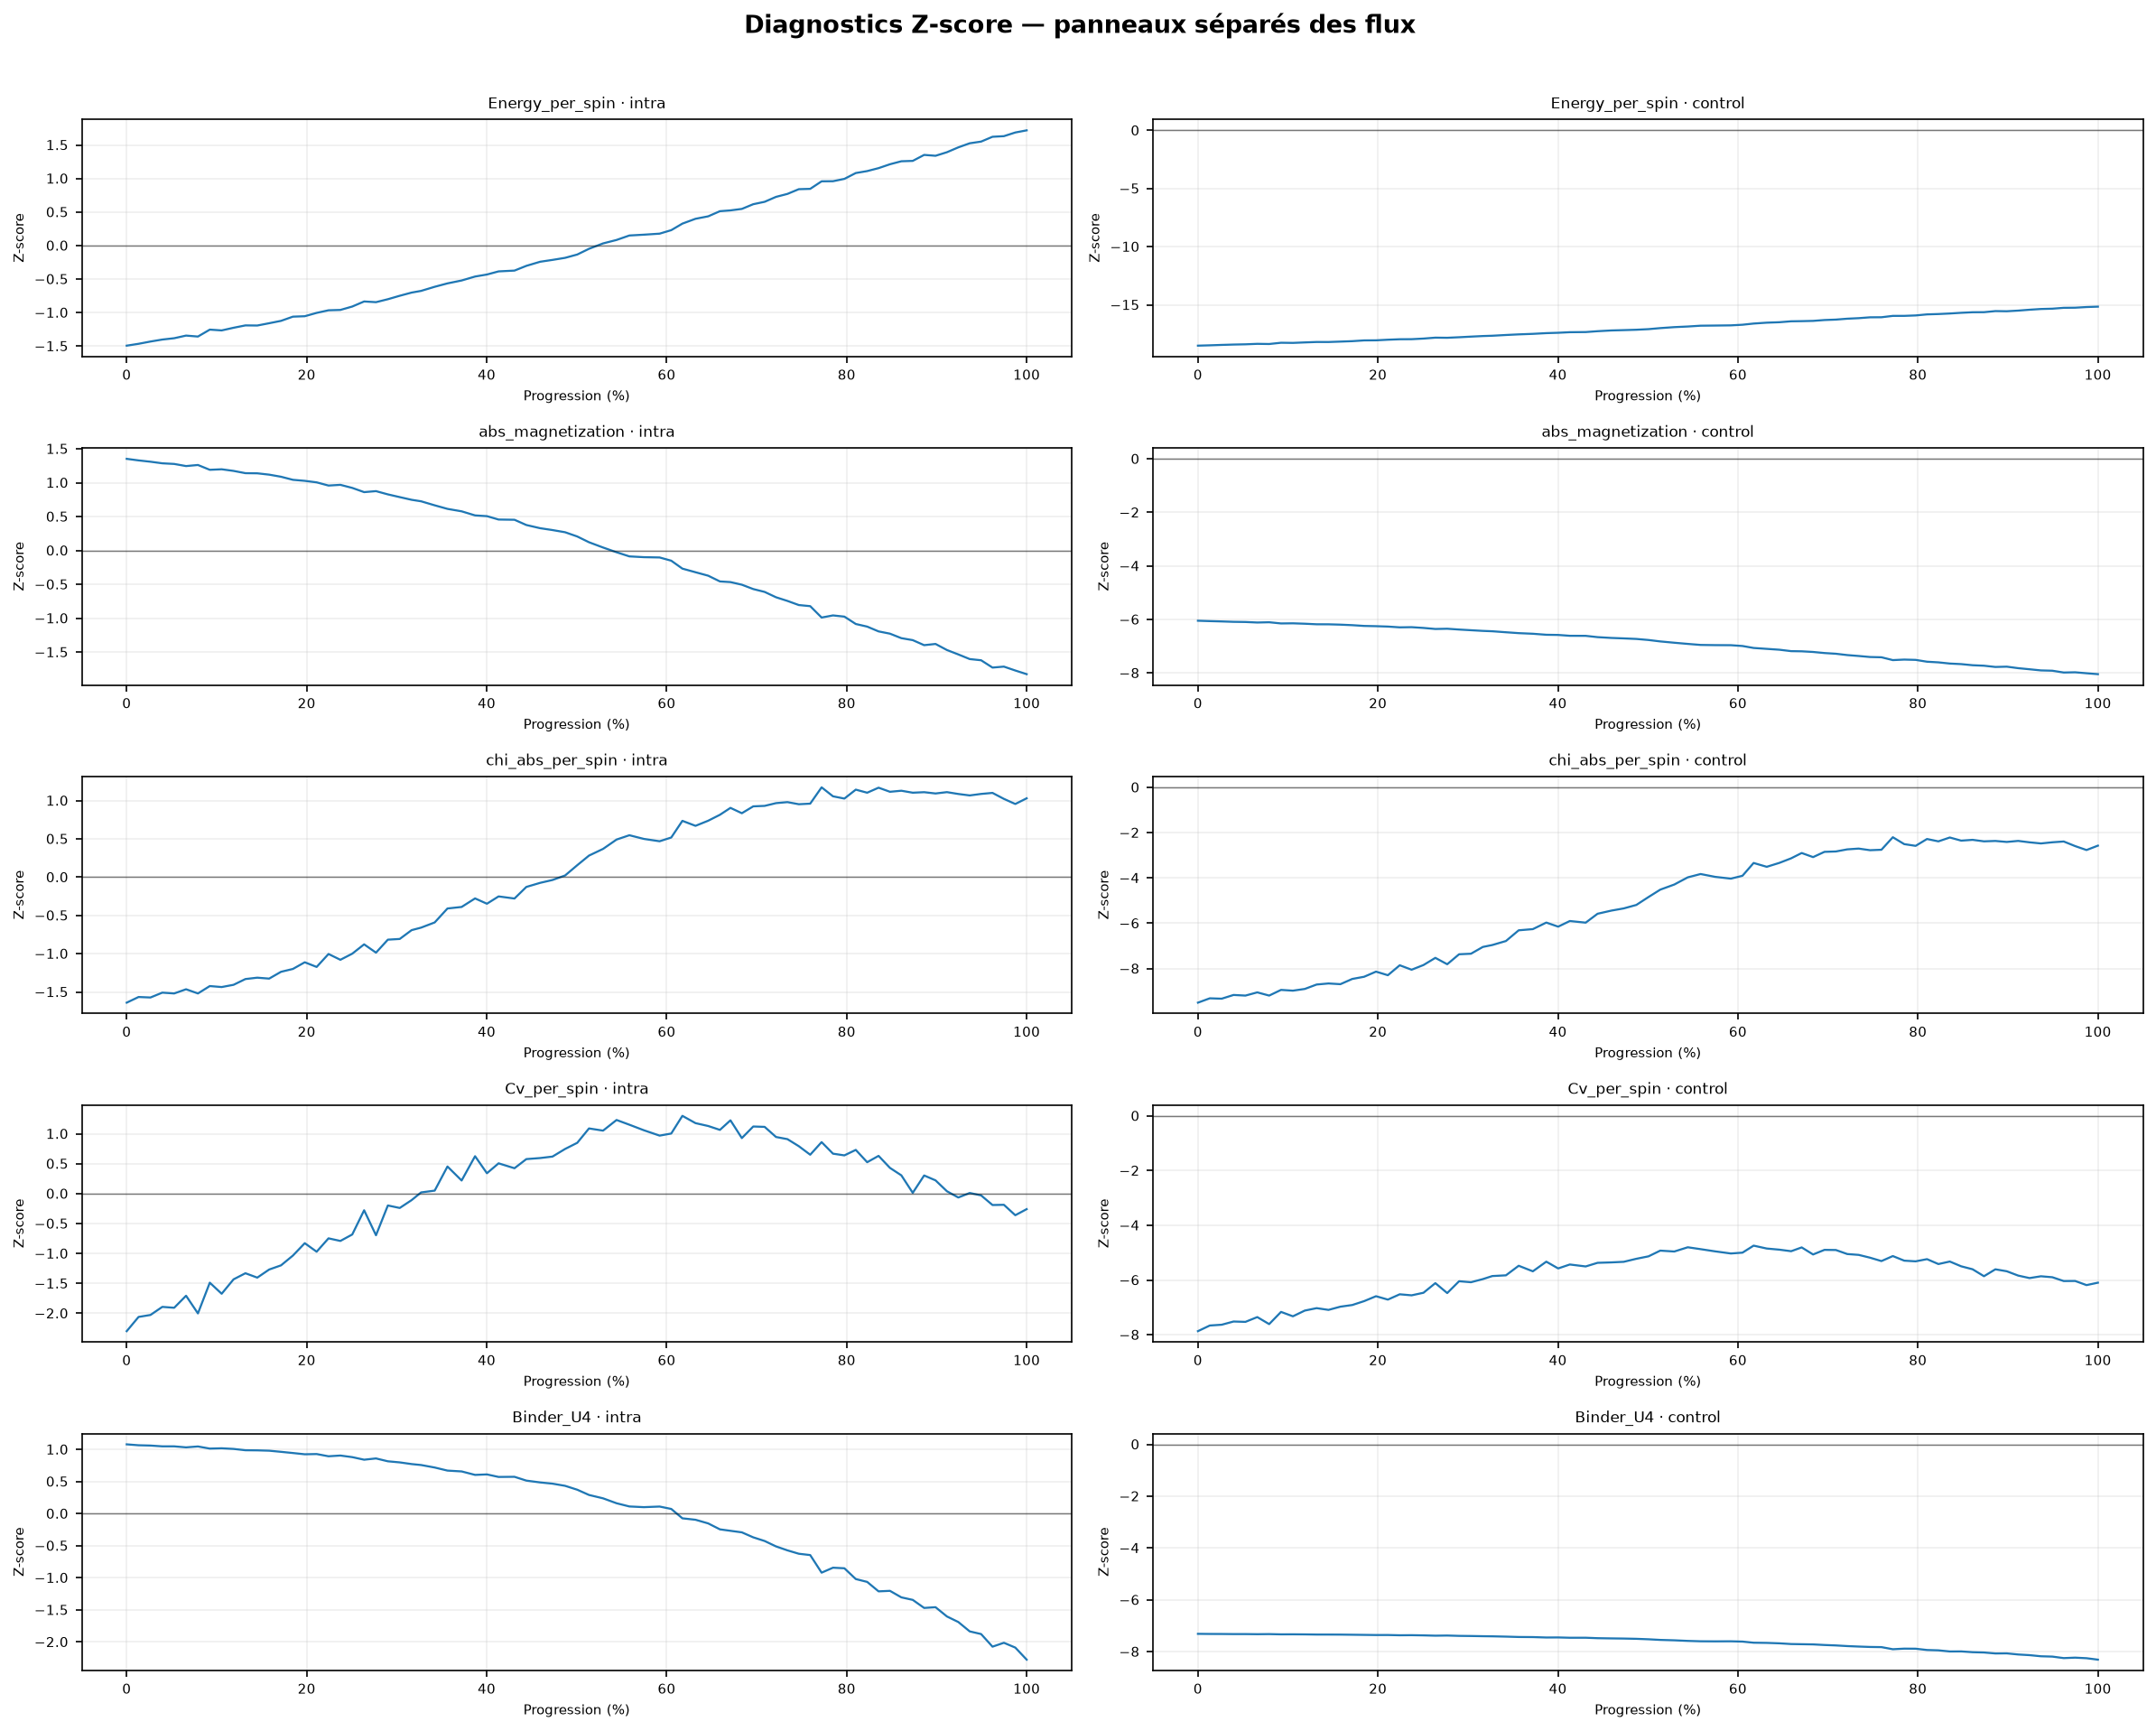 Diagnostics Z-score — panneaux séparés des flux
Energy_per_spin · intra
1.5
1.0
0.5
0.0
−0.5
−1.0
−1.5
Z-score
0 20 40 60 80 100
Progression (%)
Energy_per_spin · control
0
−5
−10
−15
Z-score
0 20 40 60 80 100
Progression (%)
abs_magnetization · intra
1.5
1.0
0.5
0.0
−0.5
−1.0
−1.5
Z-score
0 20 40 60 80 100
Progression (%)
abs_magnetization · control
0
−2
−4
−6
−8
Z-score
0 20 40 60 80 100
Progression (%)
chi_abs_per_spin · intra
1.0
0.5
0.0
−0.5
−1.0
−1.5
Z-score
0 20 40 60 80 100
Progression (%)
chi_abs_per_spin · control
0
−2
−4
−6
−8
Z-score
0 20 40 60 80 100
Progression (%)
Cv_per_spin · intra
1.0
0.5
0.0
−0.5
−1.0
−1.5
−2.0
Z-score
0 20 40 60 80 100
Progression (%)
Cv_per_spin · control
0
−2
−4
−6
−8
Z-score
0 20 40 60 80 100
Progression (%)
Binder_U4 · intra
1.0
0.5
0.0
−0.5
−1.0
−1.5
−2.0
Z-score
0 20 40 60 80 100
Progression (%)
Binder_U4 · control
0
−2
−4
−6
−8
Z-score
0 20 40 60 80 100
Progression (%)